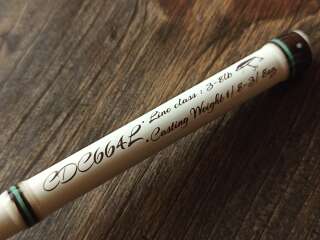 CDC664L
Line class : 3-8lb
Casting Weight 1/8-3/8oz